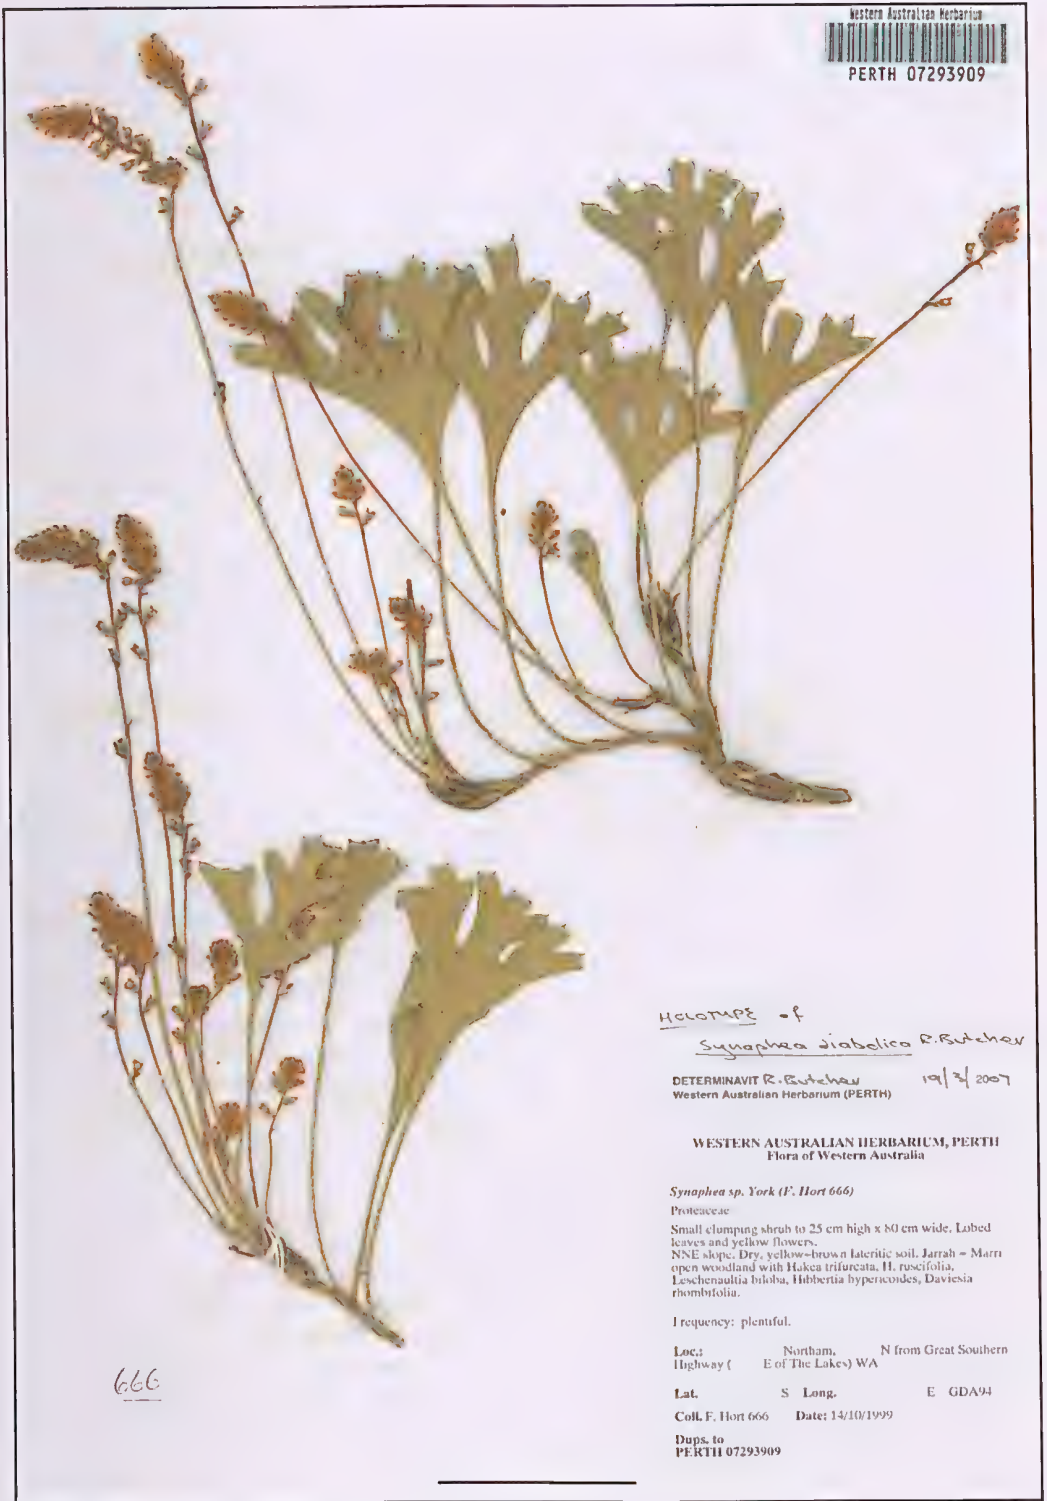 Western Australian Herbarium
PERTH 07293909
HOLOTYPE of
Synaphea diabolica R.Butcher
DETERMINAVIT R.Butcher 19/3/2007
Western Australian Herbarium (PERTH)
WESTERN AUSTRALIAN HERBARIUM, PERTH
Flora of Western Australia
Synaphea sp. York (F. Hort 666)
Proteaceae
Small clumping shrub to 25 cm high x 80 cm wide. Lobed
leaves and yellow flowers.
NNE slope. Dry, yellow-brown lateritic soil. Jarrah - Marri
open woodland with Hakea trifurcata, H. ruscifolia,
Leschenaultia biloba, Hibbertia hypericoides, Daviesia
rhombifolia.
Frequency: plentiful.
Loc.: Northam, N from Great Southern
Highway ( E of The Lakes) WA
Lat. S Long. E GDA94
Coll. F. Hort 666 Date: 14/10/1999
Dups. to
PERTH 07293909
666